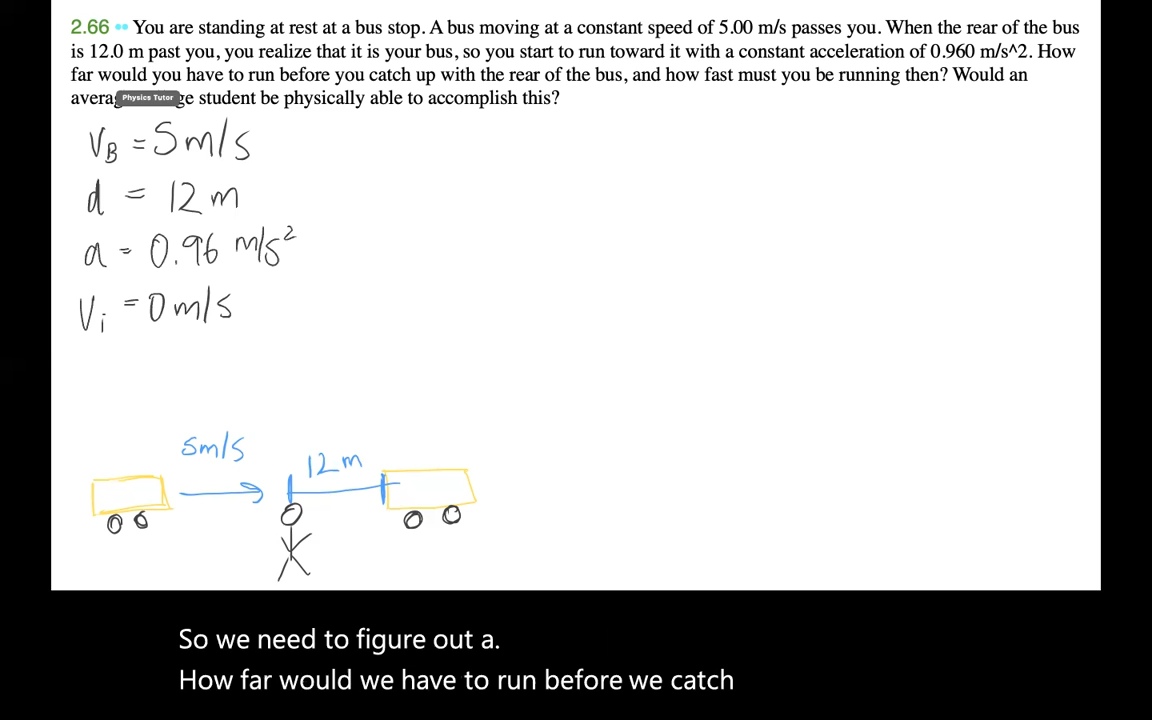 2.66 •• You are standing at rest at a bus stop. A bus moving at a constant speed of 5.00 m/s passes you. When the rear of the bus
is 12.0 m past you, you realize that it is your bus, so you start to run toward it with a constant acceleration of 0.960 m/s^2. How
far would you have to run before you catch up with the rear of the bus, and how fast must you be running then? Would an
avera Physics Tutor ge student be physically able to accomplish this?
V_B = 5m/s
d = 12 m
a = 0.96 m/s²
V_i = 0 m/s
5m/s
12 m
So we need to figure out a.
How far would we have to run before we catch